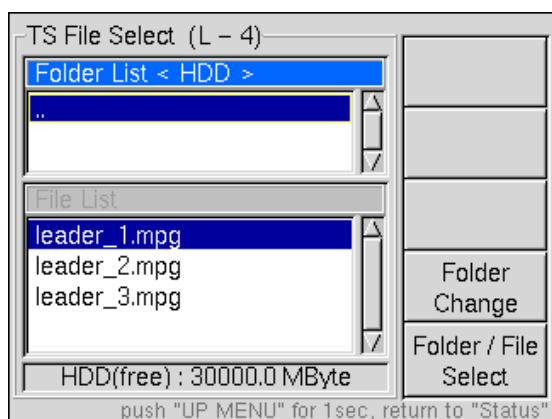 TS File Select (L – 4)
Folder List < HDD >
..
File List
leader_1.mpg
leader_2.mpg
leader_3.mpg
HDD(free) : 30000.0 MByte
Folder
Change
Folder / File
Select
push "UP MENU" for 1sec, return to "Status"